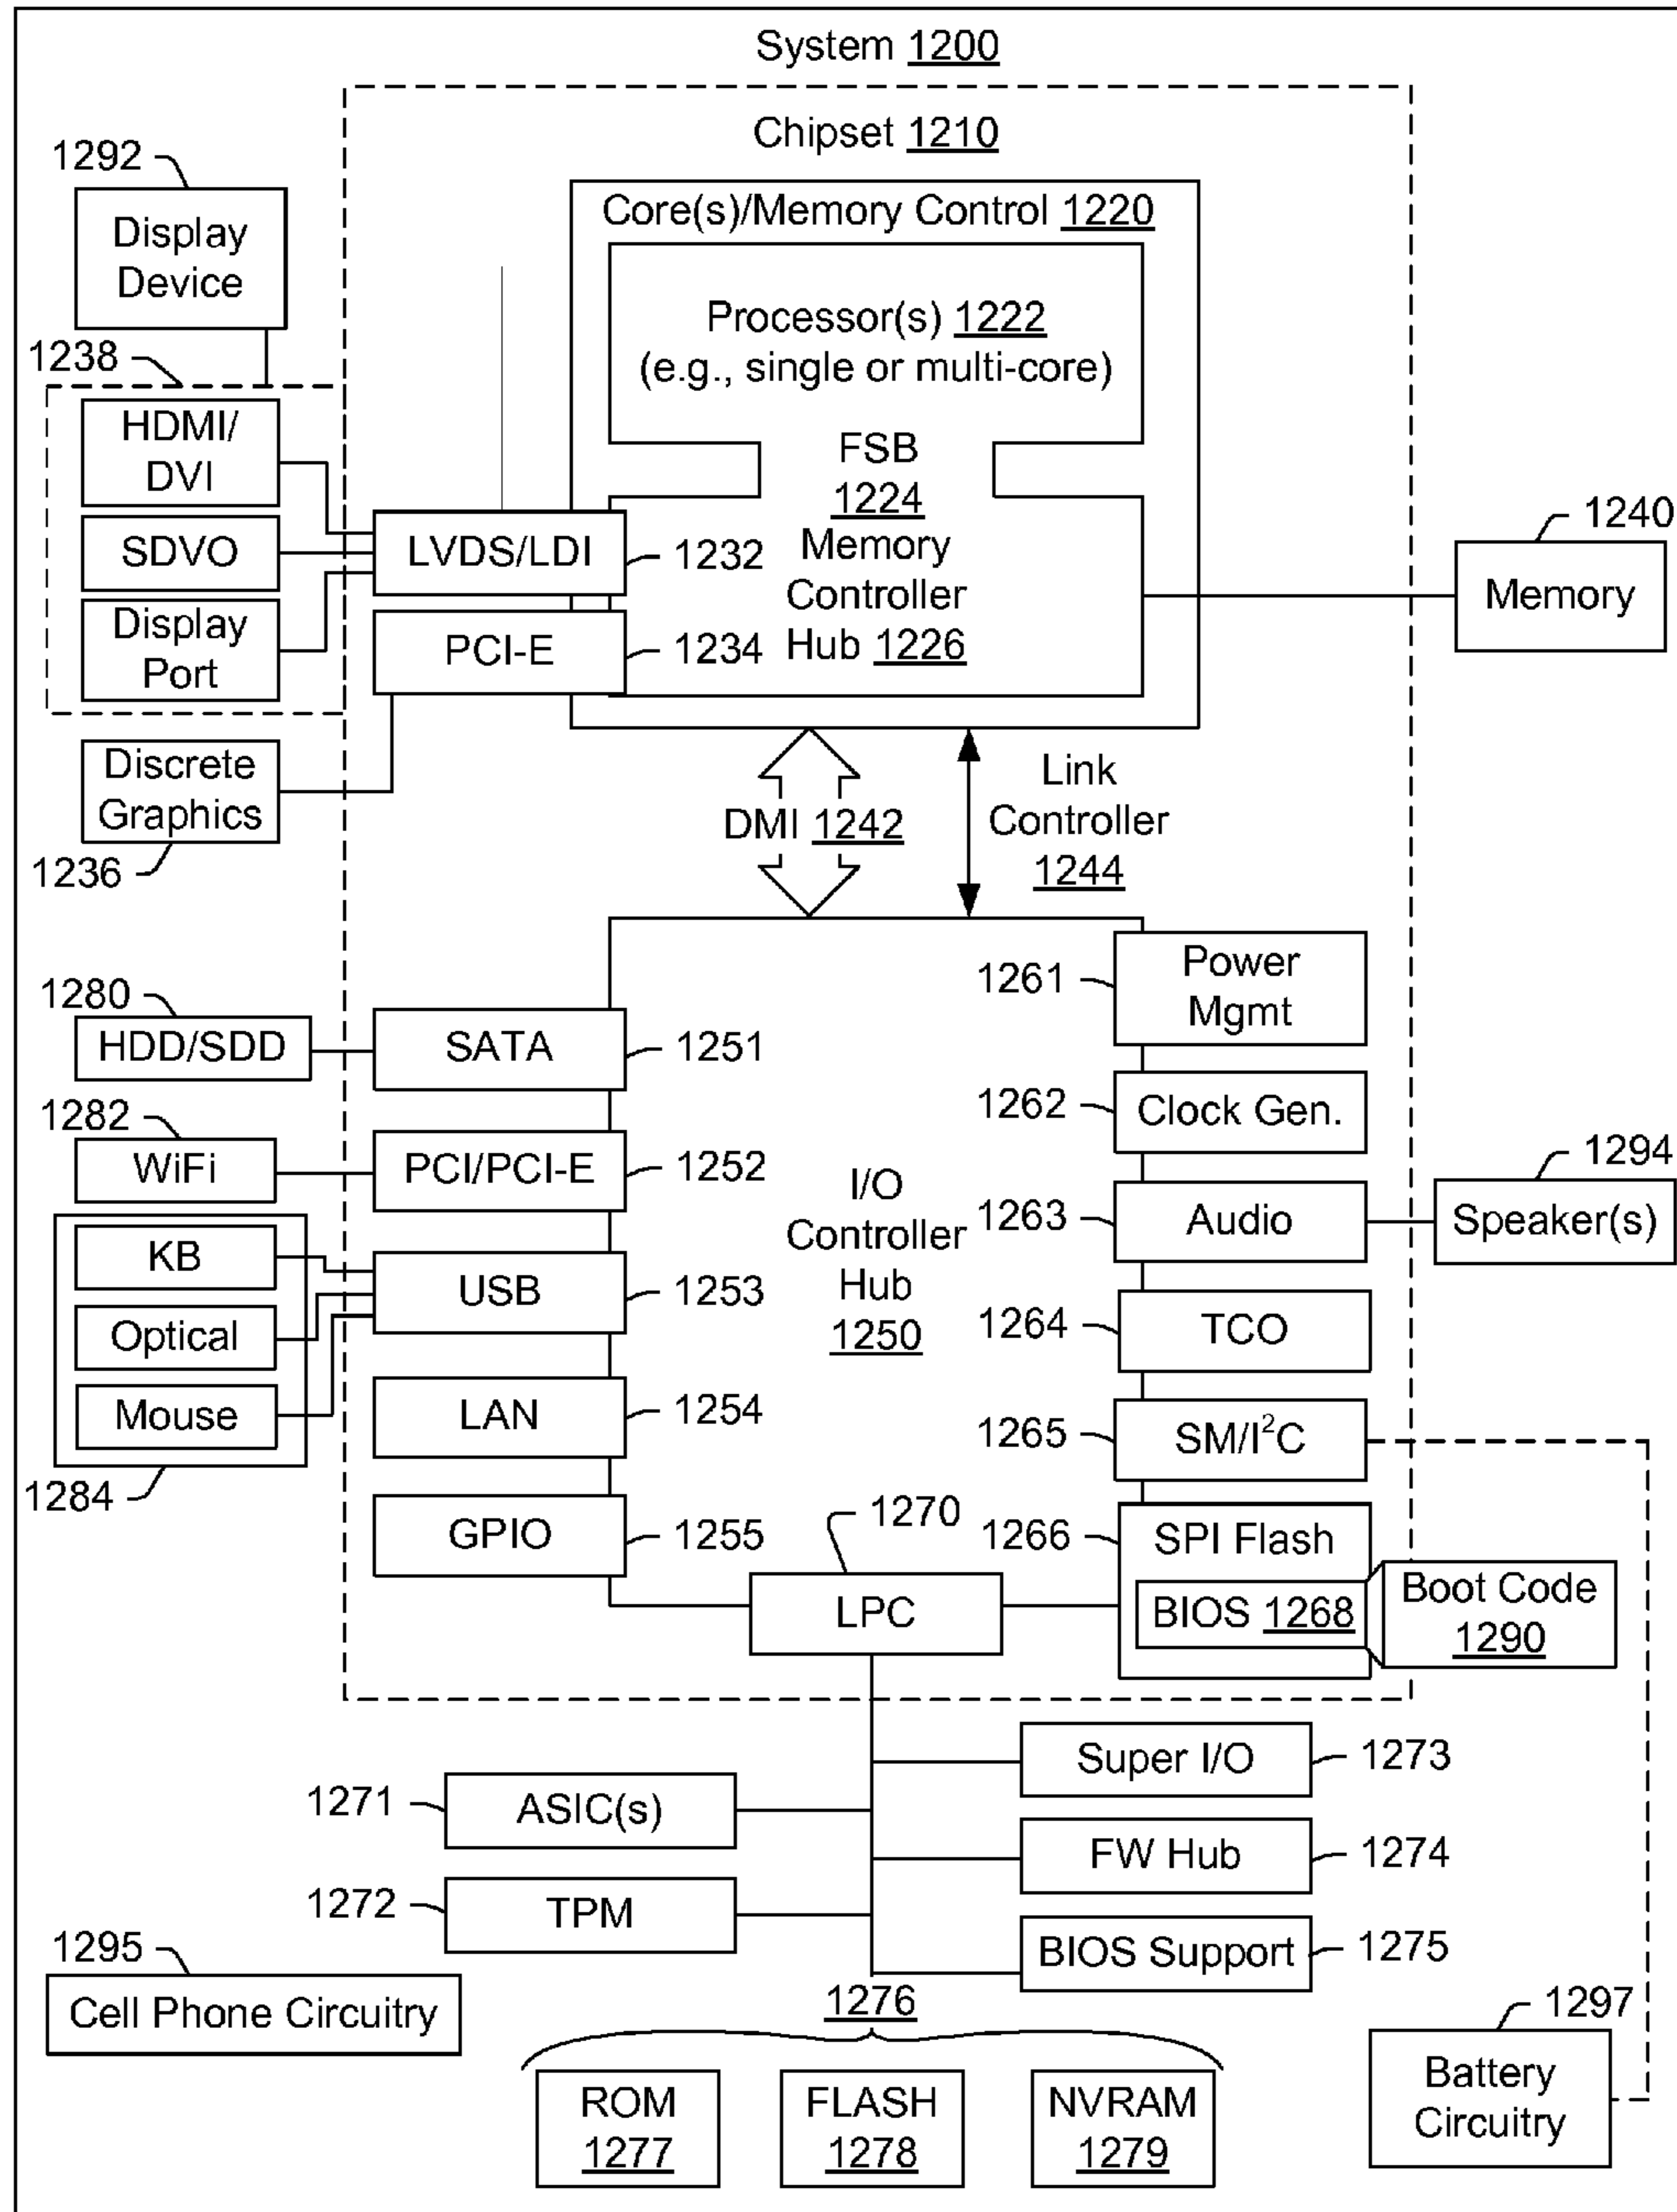 System 1200
Chipset 1210
1292
Display
Device
Core(s)/Memory Control 1220
Processor(s) 1222
(e.g., single or multi-core)
1238
HDMI/
DVI
SDVO
Display
Port
FSB
1224
Memory
Controller
Hub 1226
LVDS/LDI
1232
PCI-E
1234
1240
Memory
Discrete
Graphics
1236
DMI 1242
Link
Controller
1244
1280
HDD/SDD
SATA
1251
1282
WiFi
PCI/PCI-E
1252
KB
Optical
Mouse
1284
USB
1253
LAN
1254
GPIO
1255
I/O
Controller
Hub
1250
1261
Power
Mgmt
1262
Clock Gen.
1263
Audio
1294
Speaker(s)
1264
TCO
1265
SM/I²C
1266
SPI Flash
BIOS 1268
Boot Code
1290
1270
LPC
Super I/O
1273
1271
ASIC(s)
FW Hub
1274
1272
TPM
BIOS Support
1275
1295
Cell Phone Circuitry
1276
ROM
1277
FLASH
1278
NVRAM
1279
1297
Battery
Circuitry